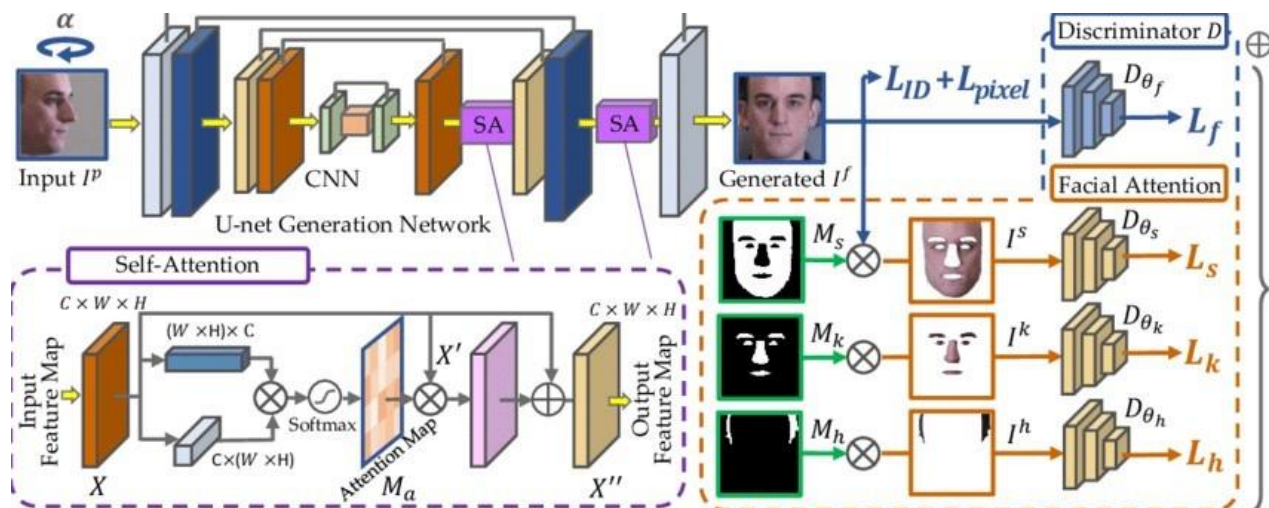 α
Input I^p
CNN
U-net Generation Network
SA
SA
Generated I^f
L_ID + L_pixel
Discriminator D
D_θf
L_f
⊕
Facial Attention
M_s
I^s
D_θs
L_s
M_k
I^k
D_θk
L_k
M_h
I^h
D_θh
L_h
Self-Attention
C × W × H
(W ×H)× C
C×(W ×H)
Input
Feature Map
X
Softmax
Attention Map
M_a
X'
C × W × H
X''
Output
Feature Map